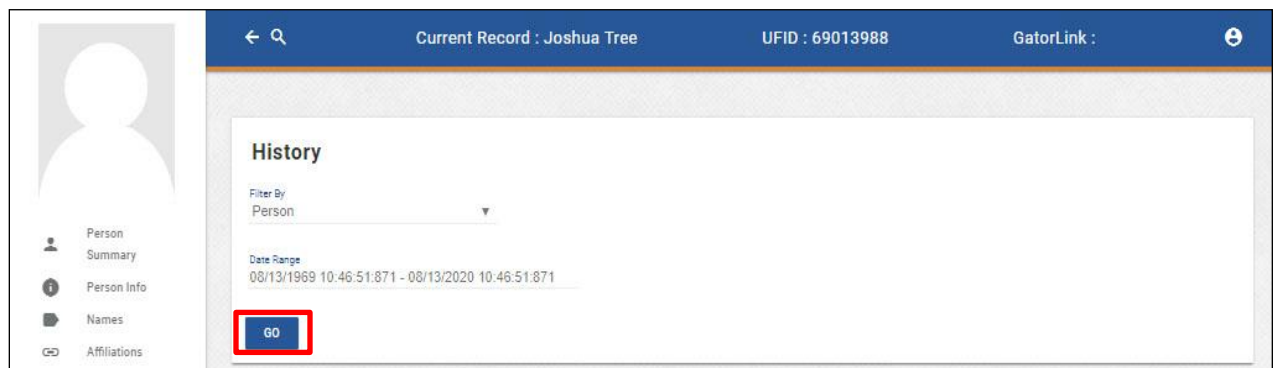 Current Record : Joshua Tree UFID : 69013988 GatorLink :
History
Filter By
Person
Date Range
08/13/1969 10:46:51:871 - 08/13/2020 10:46:51:871
GO
Person
Summary
Person Info
Names
Affiliations